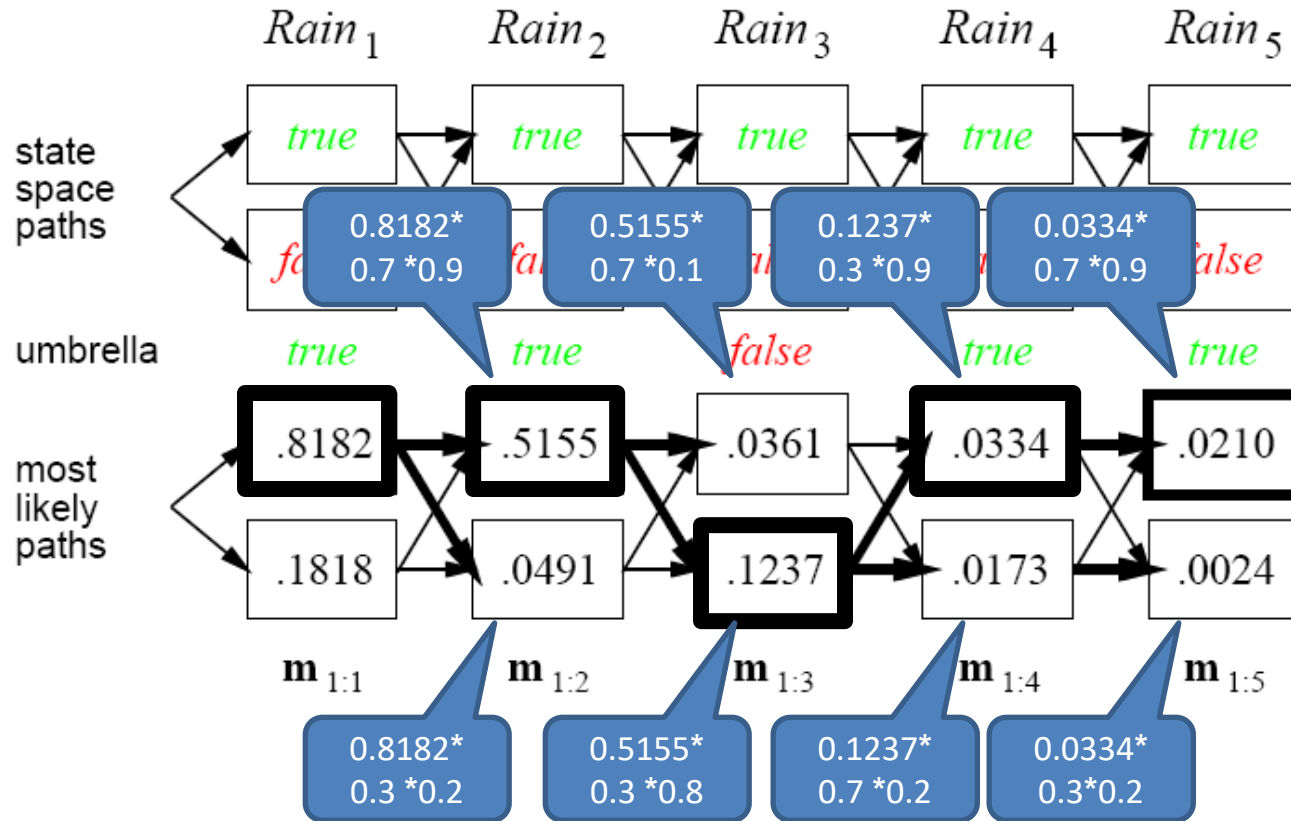 Rain 1 Rain 2 Rain 3 Rain 4 Rain 5
state
space
paths
true true true true true
false
0.8182*
0.7 *0.9
0.5155*
0.7 *0.1
0.1237*
0.3 *0.9
0.0334*
0.7 *0.9
umbrella true true false true true
most
likely
paths
.8182 .5155 .0361 .0334 .0210
.1818 .0491 .1237 .0173 .0024
m 1:1 m 1:2 m 1:3 m 1:4 m 1:5
0.8182*
0.3 *0.2
0.5155*
0.3 *0.8
0.1237*
0.7 *0.2
0.0334*
0.3*0.2